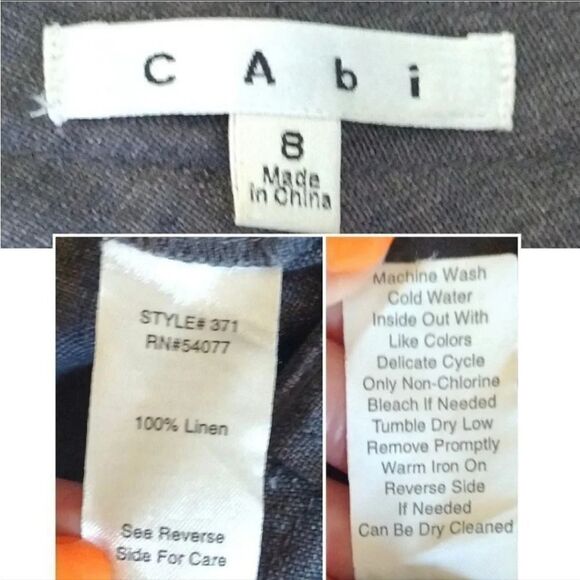 C A b i
8
Made
in China
STYLE# 371
RN#54077
100% Linen
See Reverse
Side For Care
Machine Wash
Cold Water
Inside Out With
Like Colors
Delicate Cycle
Only Non-Chlorine
Bleach If Needed
Tumble Dry Low
Remove Promptly
Warm Iron On
Reverse Side
If Needed
Can Be Dry Cleaned